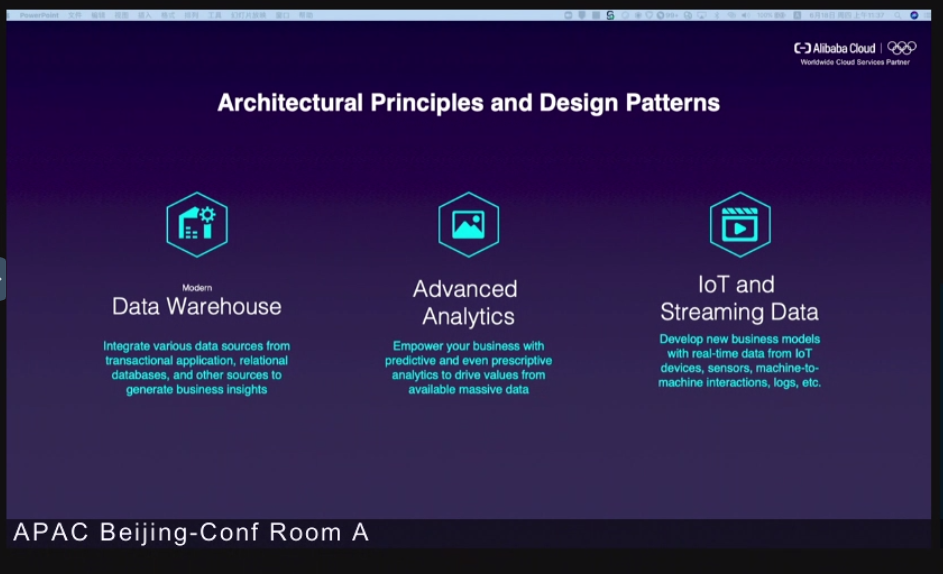 PowerPoint 文件 编辑 视图 插入 格式 排列 工具 幻灯片放映 窗口 帮助
Alibaba Cloud
Worldwide Cloud Services Partner
Architectural Principles and Design Patterns
Modern
Data Warehouse
Integrate various data sources from
transactional application, relational
databases, and other sources to
generate business insights
Advanced
Analytics
Empower your business with
predictive and even prescriptive
analytics to drive values from
available massive data
IoT and
Streaming Data
Develop new business models
with real-time data from IoT
devices, sensors, machine-to-
machine interactions, logs, etc.
APAC Beijing-Conf Room A